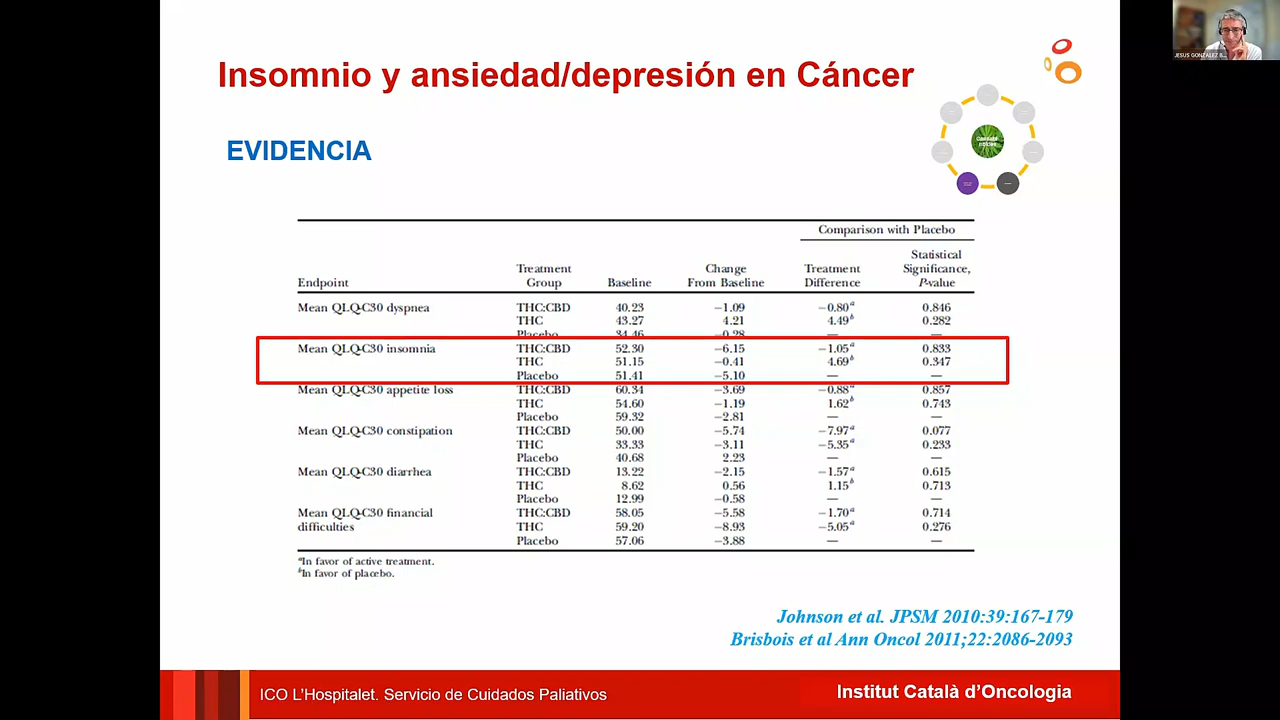 JESUS GONZALEZ B...
Insomnio y ansiedad/depresión en Cáncer
EVIDENCIA
Comparison with Placebo
Endpoint Treatment Group Baseline Change From Baseline Treatment Difference Statistical Significance, P-value
Mean QLQ-C30 dyspnea THC:CBD 40.23 −1.09 −0.80a 0.846
THC 43.27 4.21 4.49b 0.282
Placebo 34.46 −0.28 — —
Mean QLQ-C30 insomnia THC:CBD 52.30 −6.15 −1.05a 0.833
THC 51.15 −0.41 4.69b 0.347
Placebo 51.41 −5.10 — —
Mean QLQ-C30 appetite loss THC:CBD 60.34 −3.69 −0.88a 0.857
THC 54.60 −1.19 1.62b 0.743
Placebo 59.32 −2.81 — —
Mean QLQ-C30 constipation THC:CBD 50.00 −5.74 −7.97a 0.077
THC 33.33 −3.11 −5.35a 0.233
Placebo 40.68 2.23 — —
Mean QLQ-C30 diarrhea THC:CBD 13.22 −2.15 −1.57a 0.615
THC 8.62 0.56 1.15b 0.713
Placebo 12.99 −0.58 — —
Mean QLQ-C30 financial THC:CBD 58.05 −5.58 −1.70a 0.714
difficulties THC 59.20 −8.93 −5.05a 0.276
Placebo 57.06 −3.88 — —
aIn favor of active treatment.
bIn favor of placebo.
Johnson et al. JPSM 2010:39:167-179
Brisbois et al Ann Oncol 2011;22:2086-2093
ICO L'Hospitalet. Servicio de Cuidados Paliativos
Institut Català d'Oncologia